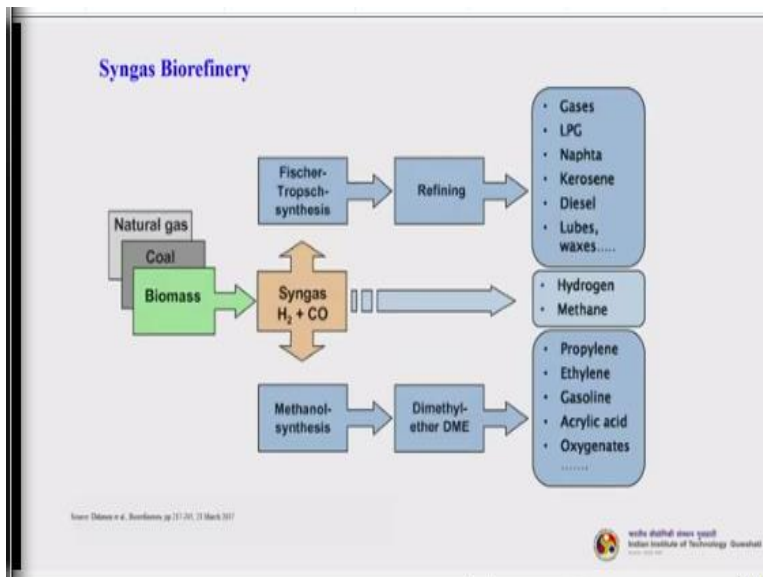 Syngas Biorefinery
Natural gas
Coal
Biomass
Syngas
H₂ + CO
Fischer-
Tropsch-
synthesis
Refining
• Gases
• LPG
• Naphta
• Kerosene
• Diesel
• Lubes,
waxes.....
• Hydrogen
• Methane
Methanol-
synthesis
Dimethyl-
ether DME
• Propylene
• Ethylene
• Gasoline
• Acrylic acid
• Oxygenates
.......
Indian Institute of Technology Guwahati